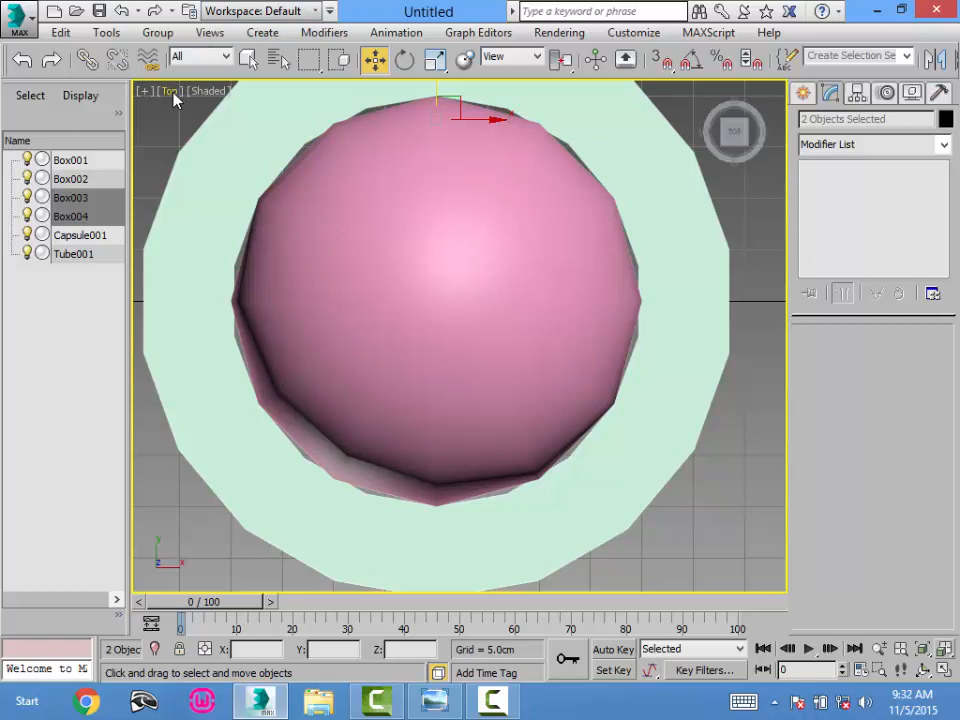 Workspace: Default
Untitled
Type a keyword or phrase
MAX
Edit Tools Group Views Create Modifiers Animation Graph Editors Rendering Customize MAXScript Help
All
View
3
%
Create Selection Se
Select Display
[+] [Top] [Shaded]
TOP
2 Objects Selected
Name
Modifier List
Box001
Box002
Box003
Box004
Capsule001
Tube001
y
z x
0 / 100
0 10 20 30 40 50 60 70 80 90 100
2 Objec X: Y: Z: Grid = 5.0cm Auto Key Selected
Welcome to M Click and drag to select and move objects Add Time Tag Set Key Key Filters... 0
Start
MAX
9:32 AM
11/5/2015